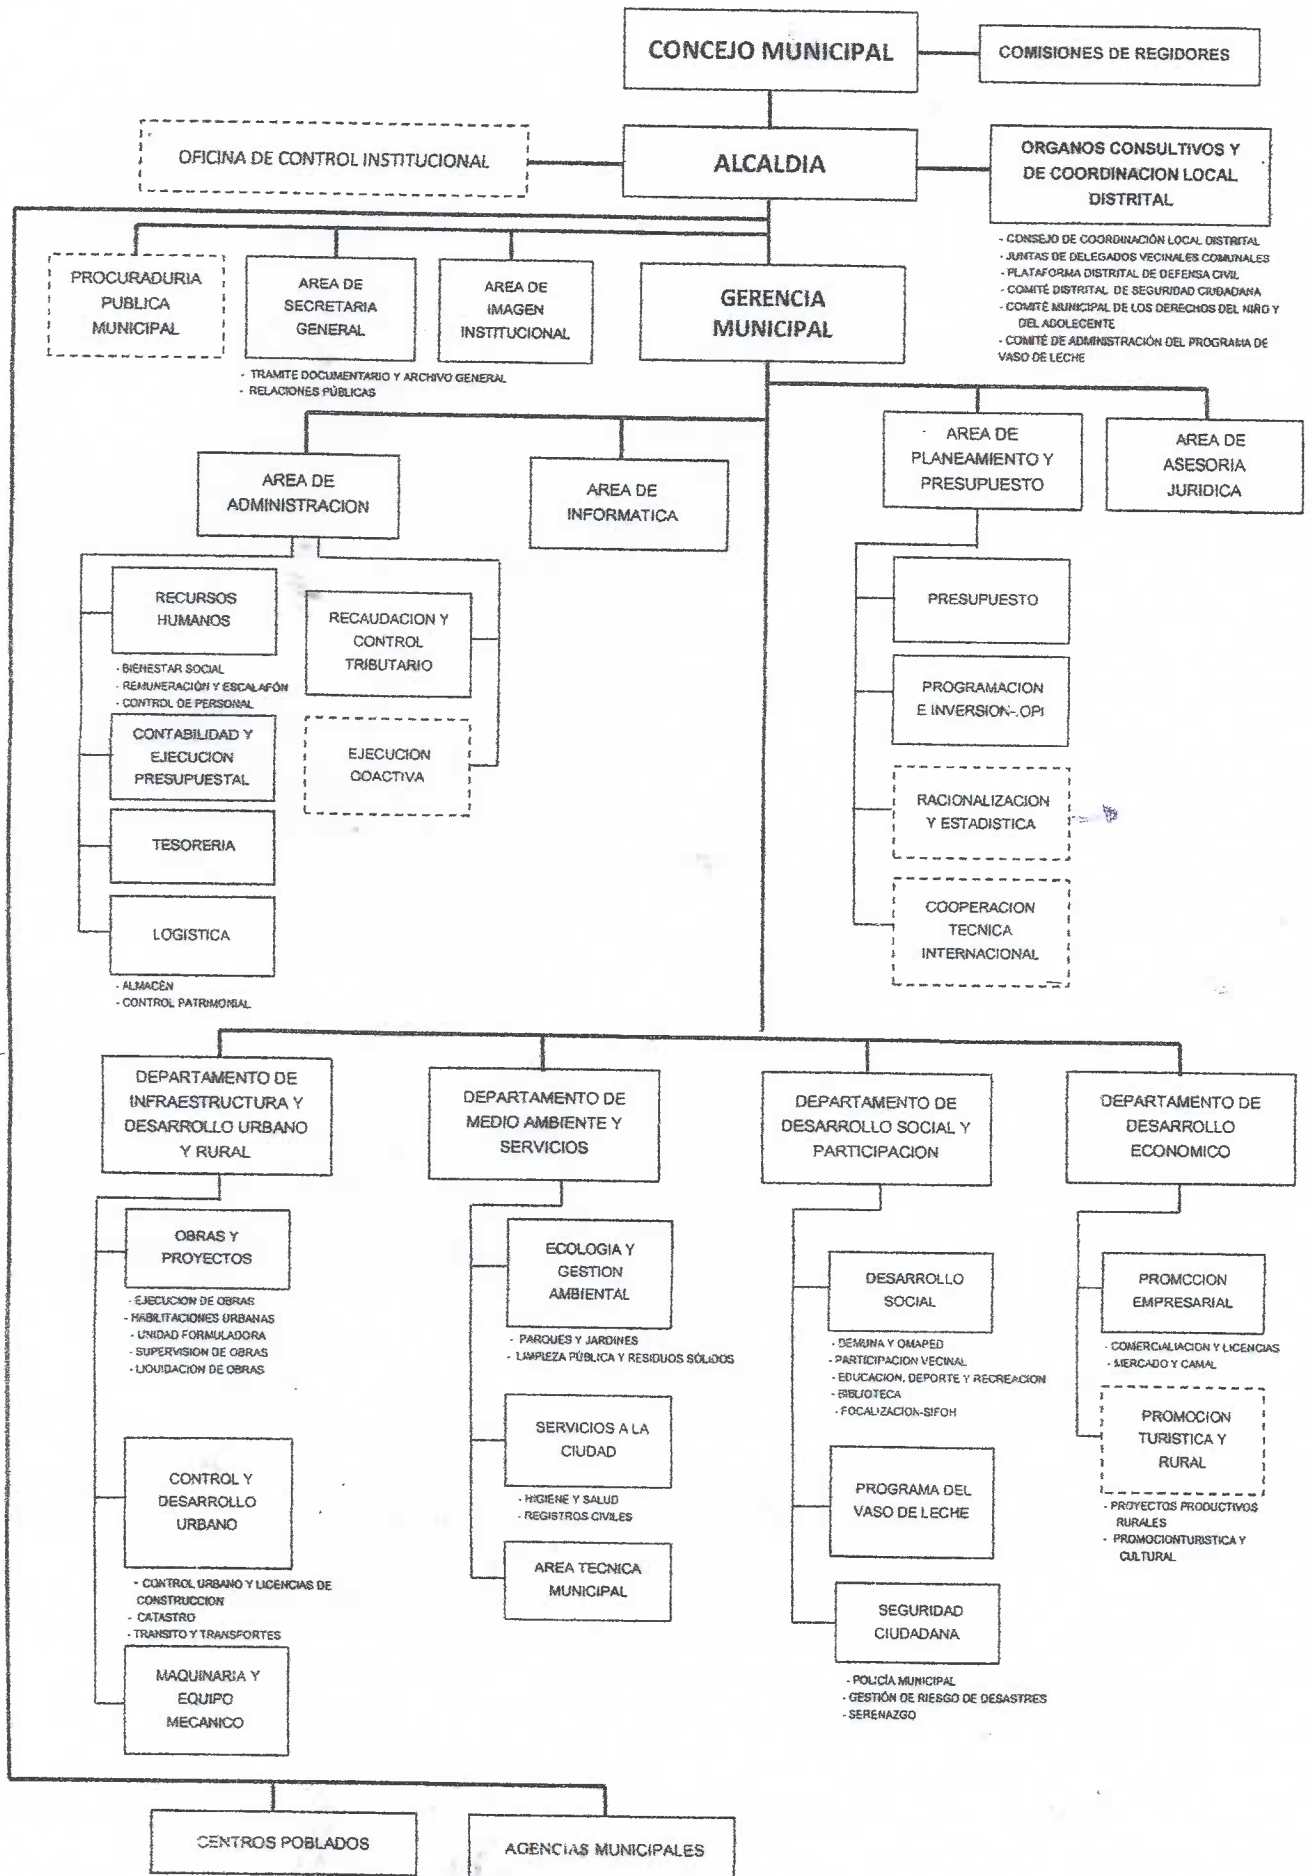 CONCEJO MUNICIPAL
COMISIONES DE REGIDORES
OFICINA DE CONTROL INSTITUCIONAL
ALCALDIA
ORGANOS CONSULTIVOS Y
DE COORDINACION LOCAL
DISTRITAL
- CONSEJO DE COORDINACIÓN LOCAL DISTRITAL
- JUNTAS DE DELEGADOS VECINALES COMUNALES
- PLATAFORMA DISTRITAL DE DEFENSA CIVIL
- COMITÉ DISTRITAL DE SEGURIDAD CIUDADANA
- COMITÉ MUNICIPAL DE LOS DERECHOS DEL NIÑO Y
DEL ADOLECENTE
- COMITÉ DE ADMINISTRACIÓN DEL PROGRAMA DE
VASO DE LECHE
PROCURADURIA
PUBLICA
MUNICIPAL
AREA DE
SECRETARIA
GENERAL
- TRAMITE DOCUMENTARIO Y ARCHIVO GENERAL
- RELACIONES PÚBLICAS
AREA DE
IMAGEN
INSTITUCIONAL
GERENCIA
MUNICIPAL
AREA DE
ADMINISTRACION
AREA DE
INFORMATICA
AREA DE
PLANEAMIENTO Y
PRESUPUESTO
AREA DE
ASESORIA
JURIDICA
RECURSOS
HUMANOS
- BIENESTAR SOCIAL
- REMUNERACIÓN Y ESCALAFÓN
- CONTROL DE PERSONAL
CONTABILIDAD Y
EJECUCION
PRESUPUESTAL
TESORERIA
LOGISTICA
- ALMACÉN
- CONTROL PATRIMONIAL
RECAUDACION Y
CONTROL
TRIBUTARIO
EJECUCION
COACTIVA
PRESUPUESTO
PROGRAMACION
E INVERSION-.OPI
RACIONALIZACION
Y ESTADISTICA
COOPERACION
TECNICA
INTERNACIONAL
DEPARTAMENTO DE
INFRAESTRUCTURA Y
DESARROLLO URBANO
Y RURAL
OBRAS Y
PROYECTOS
- EJECUCION DE OBRAS
- HABILITACIONES URBANAS
- UNIDAD FORMULADORA
- SUPERVISION DE OBRAS
- LIQUIDACIÓN DE OBRAS
CONTROL Y
DESARROLLO
URBANO
- CONTROL URBANO Y LICENCIAS DE
CONSTRUCCION
- CATASTRO
- TRANSITO Y TRANSPORTES
MAQUINARIA Y
EQUIPO
MECANICO
DEPARTAMENTO DE
MEDIO AMBIENTE Y
SERVICIOS
ECOLOGIA Y
GESTION
AMBIENTAL
- PARQUES Y JARDINES
- LIMPIEZA PÚBLICA Y RESIDUOS SÓLIDOS
SERVICIOS A LA
CIUDAD
- HIGIENE Y SALUD
- REGISTROS CIVILES
AREA TECNICA
MUNICIPAL
DEPARTAMENTO DE
DESARROLLO SOCIAL Y
PARTICIPACION
DESARROLLO
SOCIAL
- DEMUNA Y OMAPED
- PARTICIPACION VECINAL
- EDUCACION, DEPORTE Y RECREACION
- BIBLIOTECA
- FOCALIZACION-SIFOH
PROGRAMA DEL
VASO DE LECHE
SEGURIDAD
CIUDADANA
- POLICÍA MUNICIPAL
- GESTIÓN DE RIESGO DE DESASTRES
- SERENAZGO
DEPARTAMENTO DE
DESARROLLO
ECONOMICO
PROMCCION
EMPRESARIAL
- COMERCIALIACION Y LICENCIAS
- MERCADO Y CAMAL
PROMOCION
TURISTICA Y
RURAL
- PROYECTOS PRODUCTIVOS
RURALES
- PROMOCIONTURISTICA Y
CULTURAL
CENTROS POBLADOS
AGENCIAS MUNICIPALES